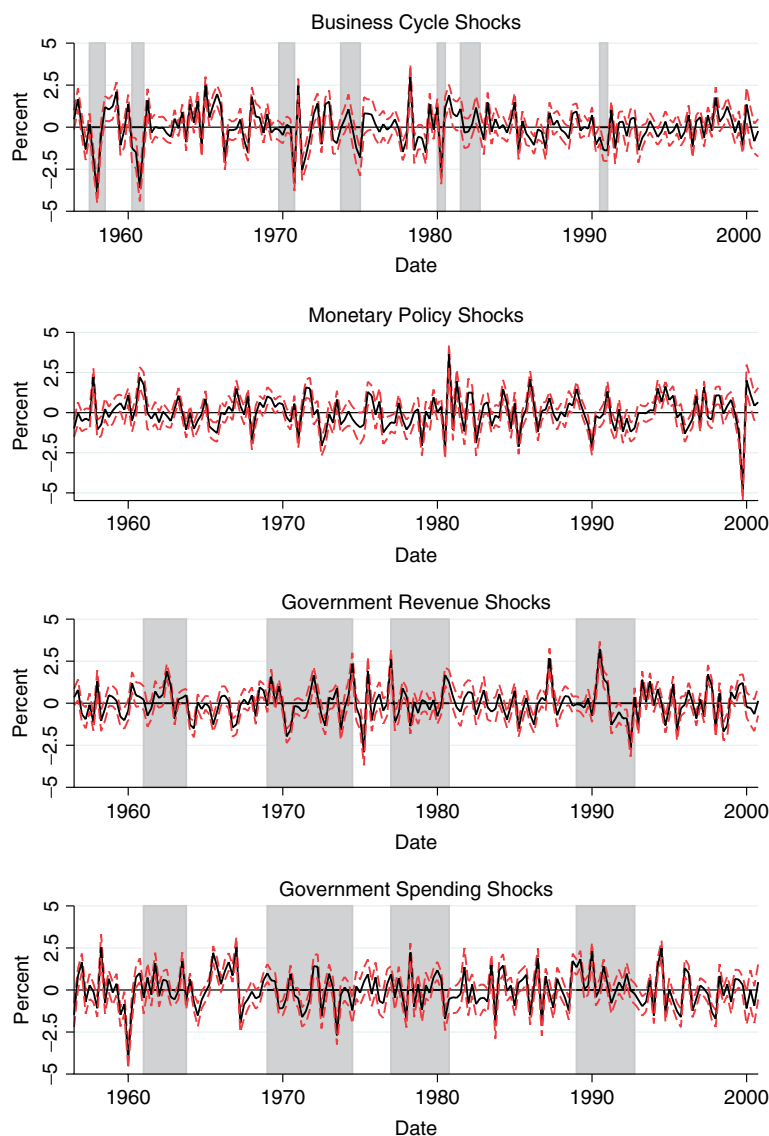 Business Cycle Shocks
Percent
5
2.5
0
−2.5
−5
1960 1970 1980 1990 2000
Date
Monetary Policy Shocks
Percent
5
2.5
0
−2.5
−5
1960 1970 1980 1990 2000
Date
Government Revenue Shocks
Percent
5
2.5
0
−2.5
−5
1960 1970 1980 1990 2000
Date
Government Spending Shocks
Percent
5
2.5
0
−2.5
−5
1960 1970 1980 1990 2000
Date